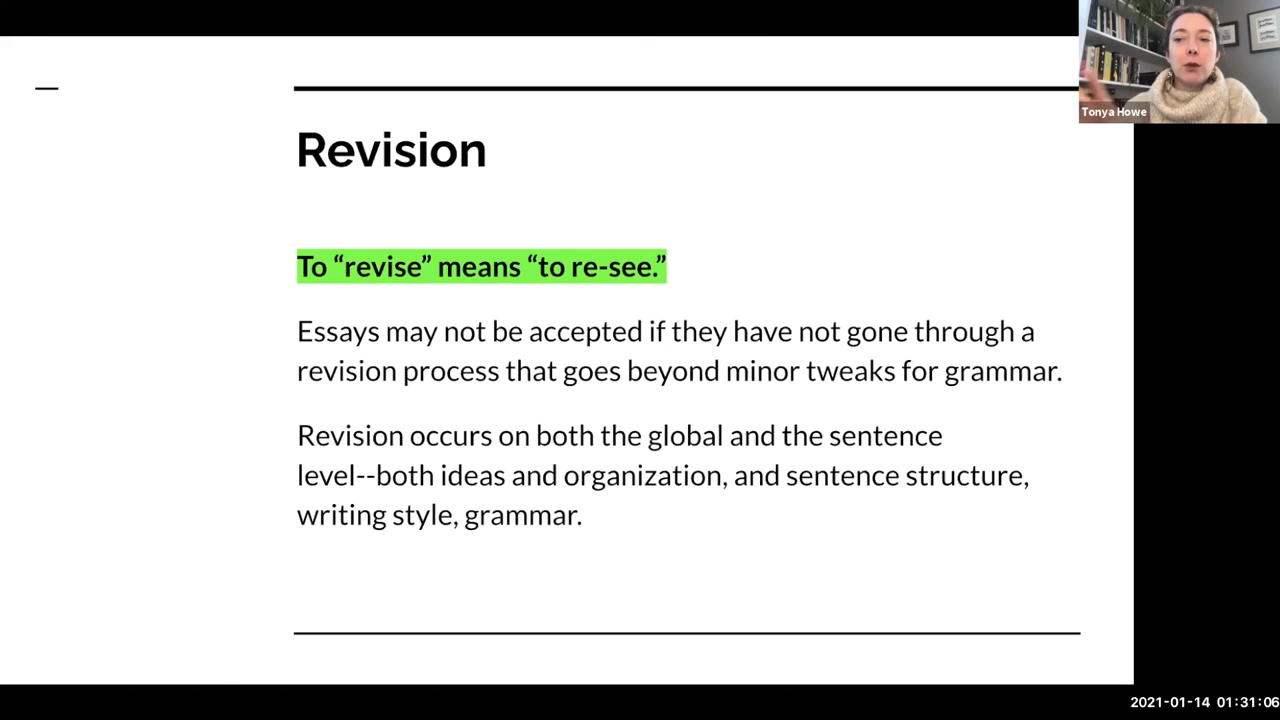 Tonya Howe
Revision
To “revise” means “to re-see.”
Essays may not be accepted if they have not gone through a
revision process that goes beyond minor tweaks for grammar.
Revision occurs on both the global and the sentence
level--both ideas and organization, and sentence structure,
writing style, grammar.
2021-01-14 01:31:06